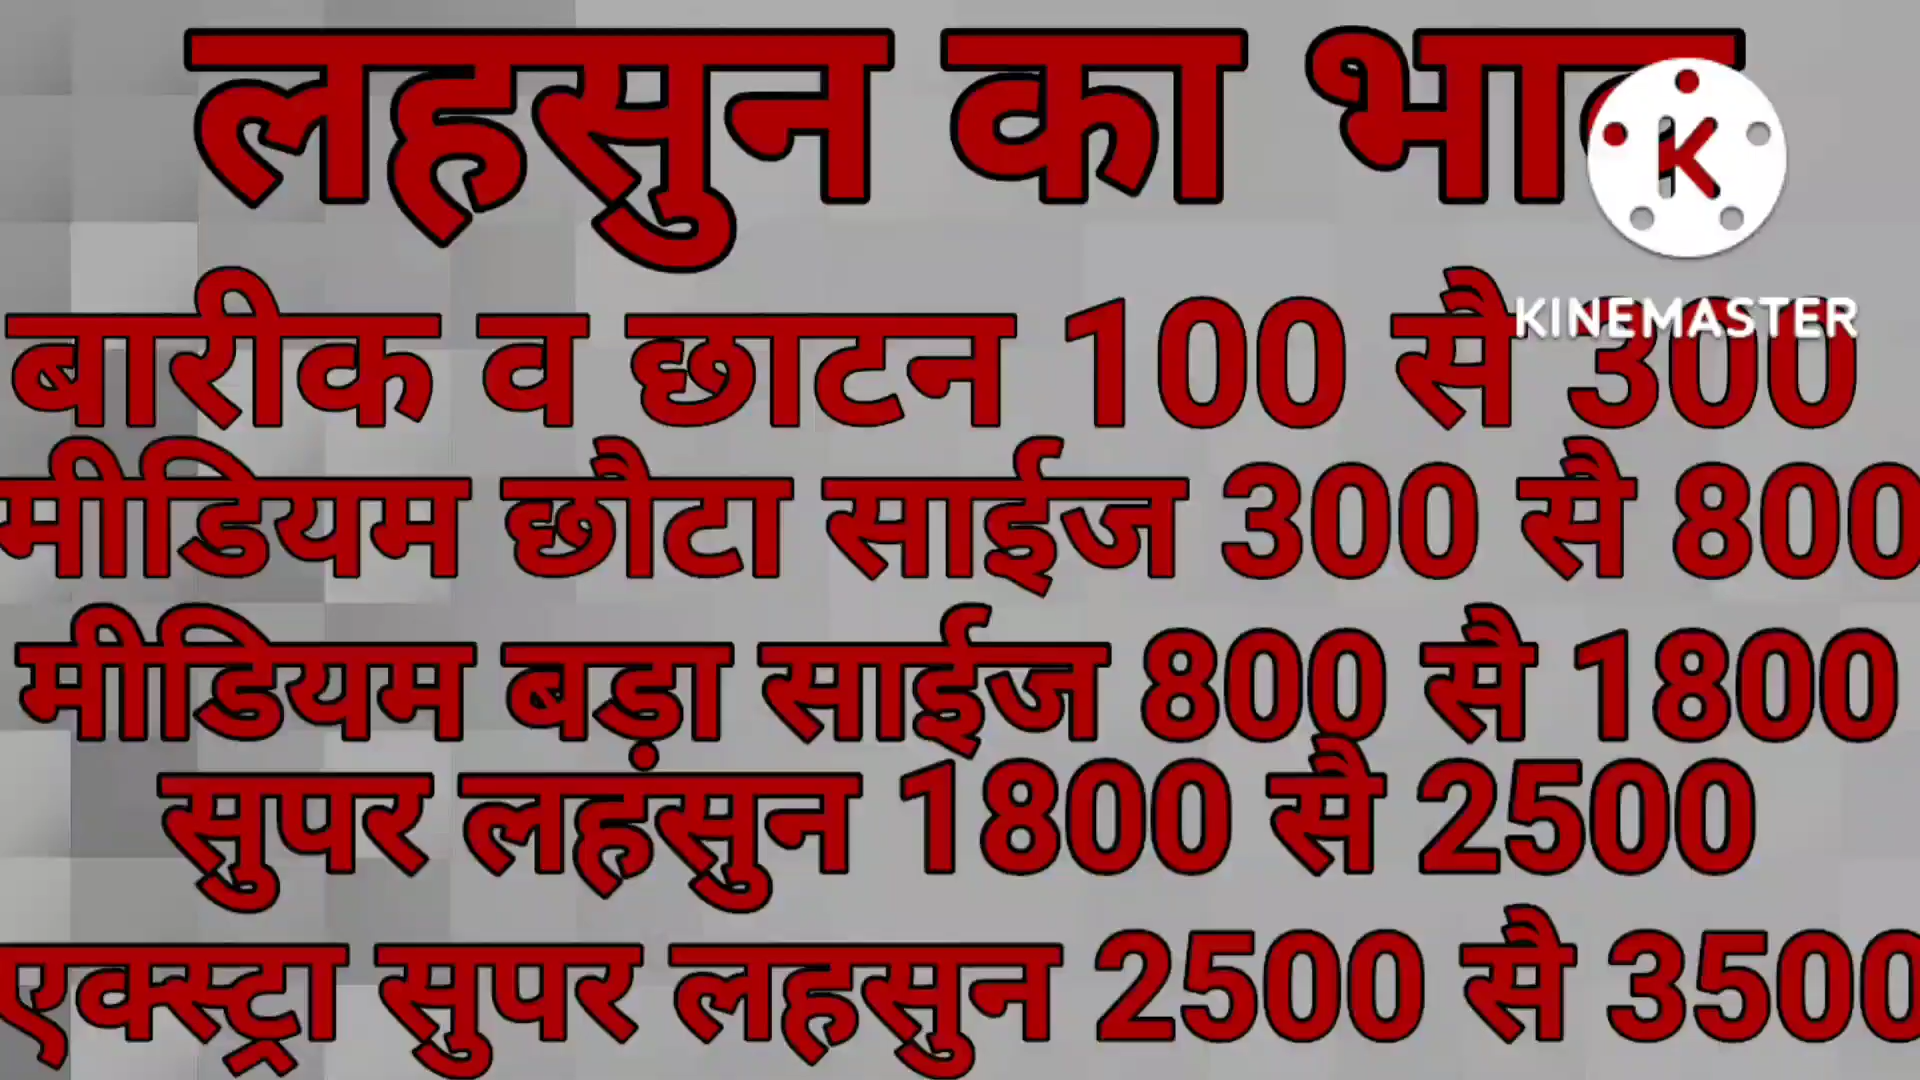 लहसुन का भाव
KINEMASTER
बारीक व छाटन 100 सै 300
मीडियम छौटा साईज 300 सै 800
मीडियम बड़ा साईज 800 सै 1800
सुपर लहसुन 1800 सै 2500
एक्स्ट्रा सुपर लहसुन 2500 सै 3500